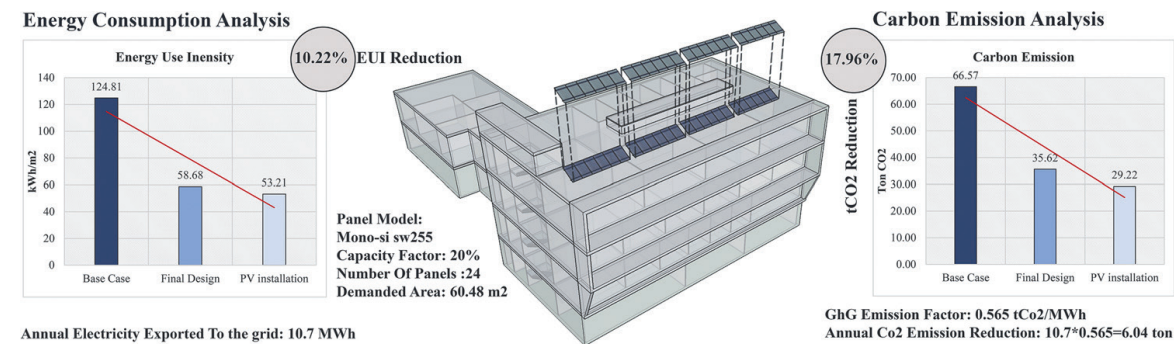 Energy Consumption Analysis
Energy Use Inensity
10.22%
EUI Reduction
kWh/m2
140
120
100
80
60
40
20
0
124.81
58.68
53.21
Base Case
Final Design
PV installation
Annual Electricity Exported To the grid: 10.7 MWh
Panel Model:
Mono-si sw255
Capacity Factor: 20%
Number Of Panels :24
Demanded Area: 60.48 m2
Carbon Emission Analysis
17.96%
tCO2 Reduction
Carbon Emission
Ton CO2
70.00
60.00
50.00
40.00
30.00
20.00
10.00
0.00
66.57
35.62
29.22
Base Case
Final Design
PV installation
GhG Emission Factor: 0.565 tCo2/MWh
Annual Co2 Emission Reduction: 10.7*0.565=6.04 ton